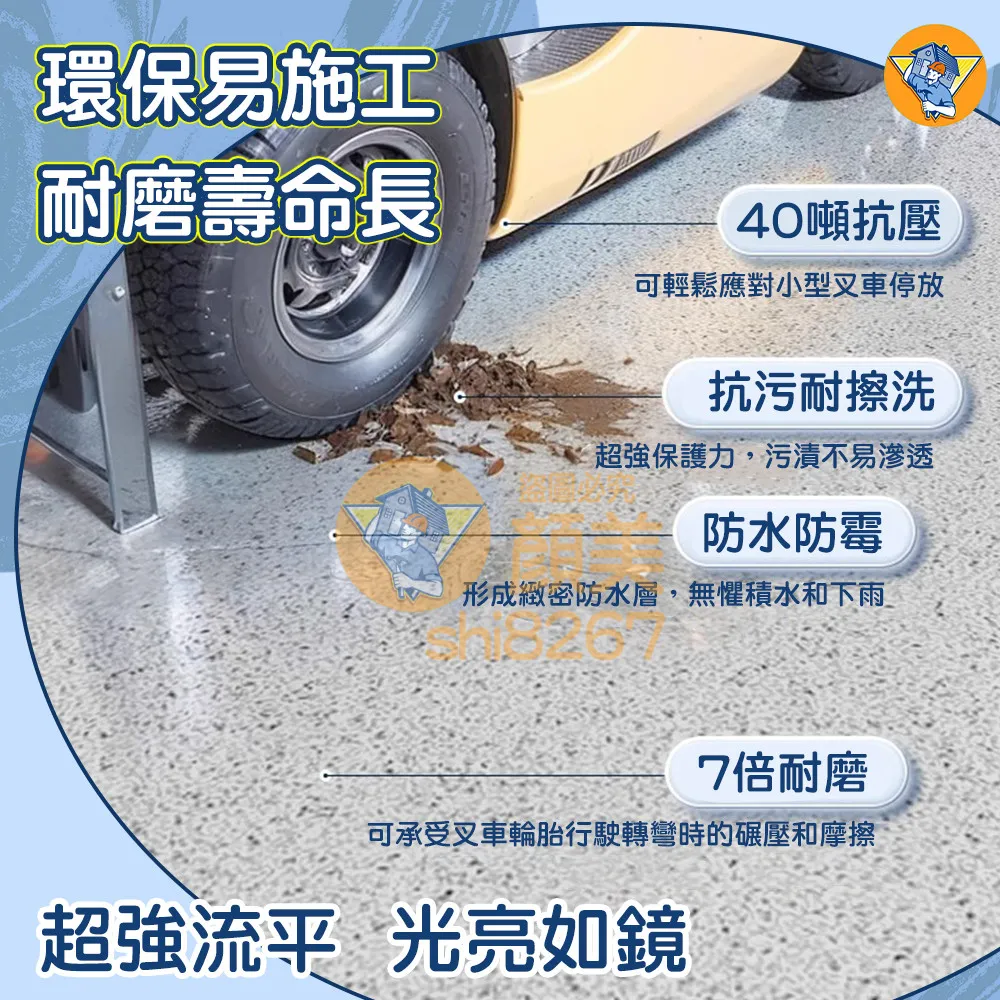 環保易施工
耐磨壽命長
40噸抗壓
可輕鬆應對小型叉車停放
抗污耐擦洗
超強保護力，污漬不易滲透
盜圖必究
顏美
防水防霉
形成緻密防水層，無懼積水和下雨
shi8267
7倍耐磨
可承受叉車輪胎行駛轉彎時的碾壓和摩擦
超強流平 光亮如鏡